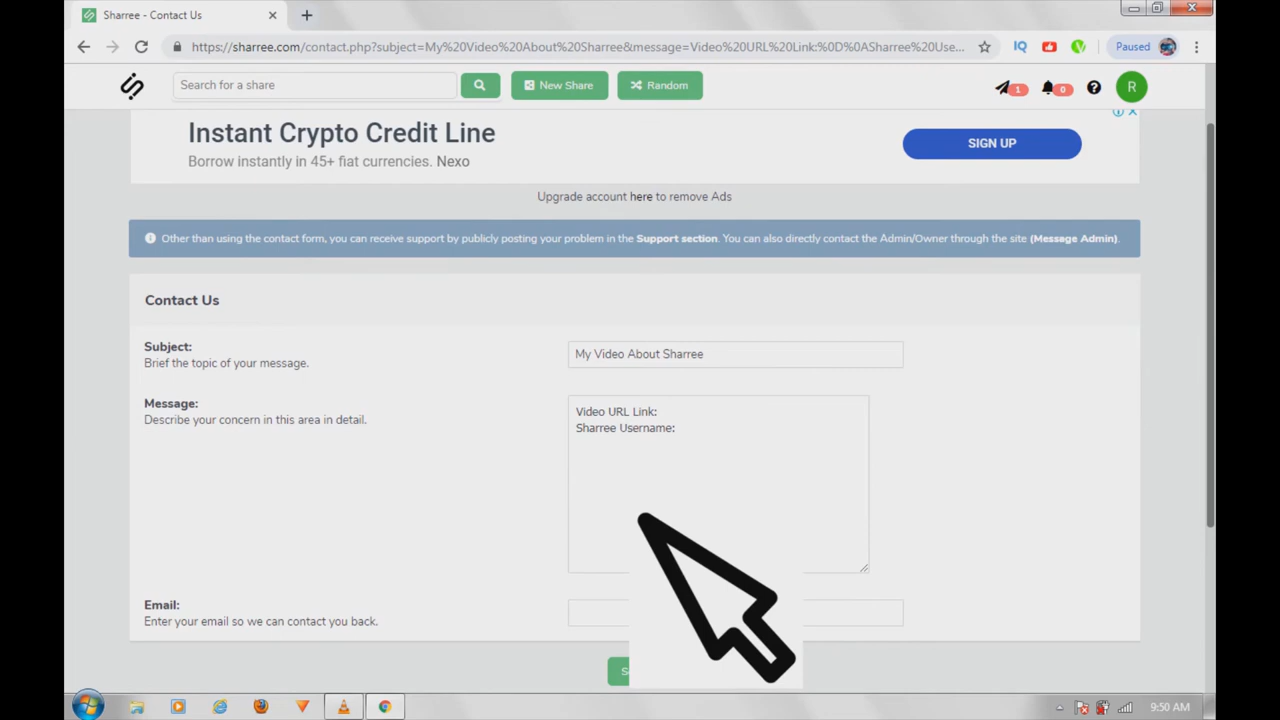 Sharree - Contact Us
https://sharree.com/contact.php?subject=My%20Video%20About%20Sharree&message=Video%20URL%20Link:%0D%0ASharree%20Use...
IQ
Paused
Search for a share
New Share
Random
1
0
R
Instant Crypto Credit Line
Borrow instantly in 45+ fiat currencies. Nexo
SIGN UP
Upgrade account here to remove Ads
Other than using the contact form, you can receive support by publicly posting your problem in the Support section. You can also directly contact the Admin/Owner through the site (Message Admin).
Contact Us
Subject:
Brief the topic of your message.
My Video About Sharree
Message:
Describe your concern in this area in detail.
Video URL Link:
Sharree Username:
Email:
Enter your email so we can contact you back.
9:50 AM